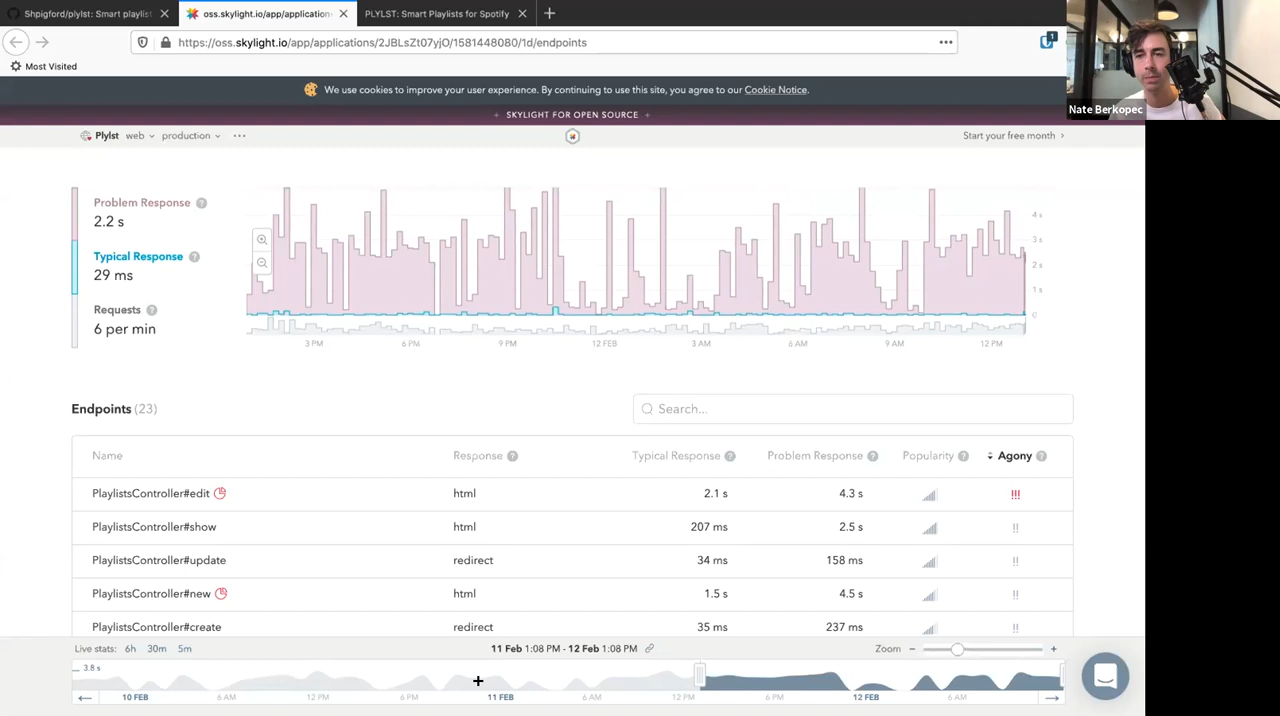 Shpigford/plylst: Smart playlist
oss.skylight.io/app/application
PLYLST: Smart Playlists for Spotify
https://oss.skylight.io/app/applications/2JBLsZt07yjO/1581448080/1d/endpoints
1
Most Visited
Nate Berkopec
We use cookies to improve your user experience. By continuing to use this site, you agree to our Cookie Notice.
SKYLIGHT FOR OPEN SOURCE
Plylst web production
Start your free month
Problem Response
2.2 s
Typical Response
29 ms
Requests
6 per min
4 s
3 s
2 s
1 s
0
3 PM 6 PM 9 PM 12 FEB 3 AM 6 AM 9 AM 12 PM
Endpoints (23)
Search...
Name Response Typical Response Problem Response Popularity Agony
PlaylistsController#edit html 2.1 s 4.3 s !!!
PlaylistsController#show html 207 ms 2.5 s !!
PlaylistsController#update redirect 34 ms 158 ms !!
PlaylistsController#new html 1.5 s 4.5 s !!
PlaylistsController#create redirect 35 ms 237 ms !!
Live stats: 6h 30m 5m
11 Feb 1:08 PM - 12 Feb 1:08 PM
Zoom
3.8 s
10 FEB 6 AM 12 PM 6 PM 11 FEB 6 AM 12 PM 6 PM 12 FEB 6 AM